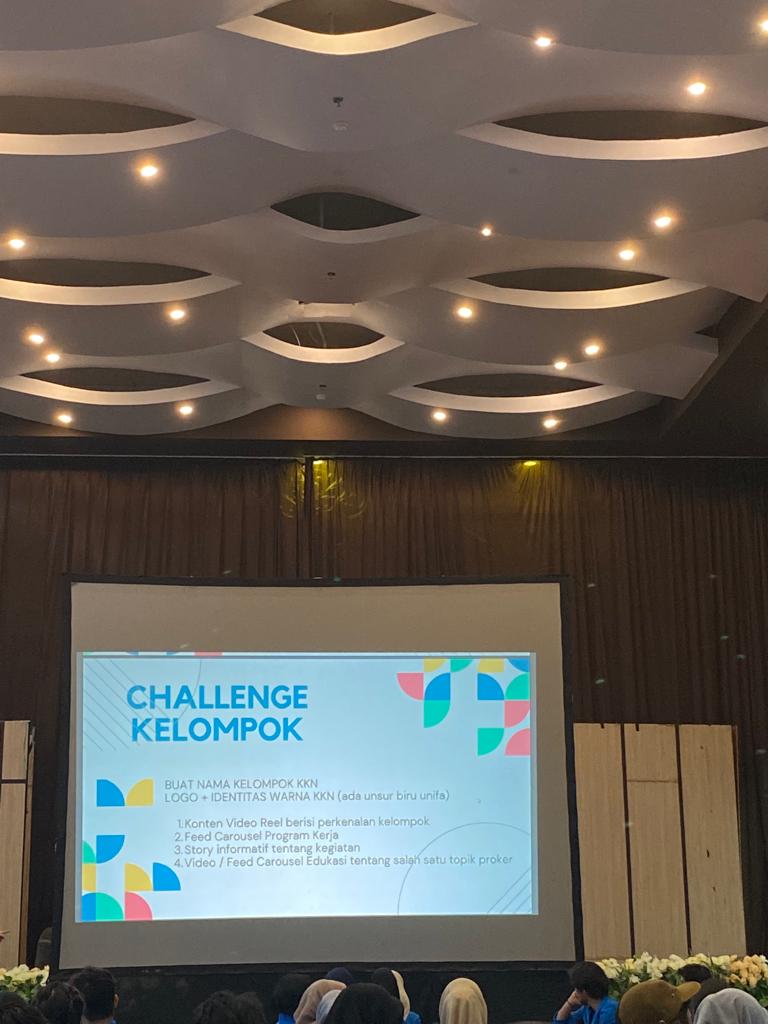 CHALLENGE
KELOMPOK
BUAT NAMA KELOMPOK KKN
LOGO + IDENTITAS WARNA KKN (ada unsur biru unifa)
1.Konten Video Reel berisi perkenalan kelompok
2.Feed Carousel Program Kerja
3.Story informatif tentang kegiatan
4.Video / Feed Carousel Edukasi tentang salah satu topik proker